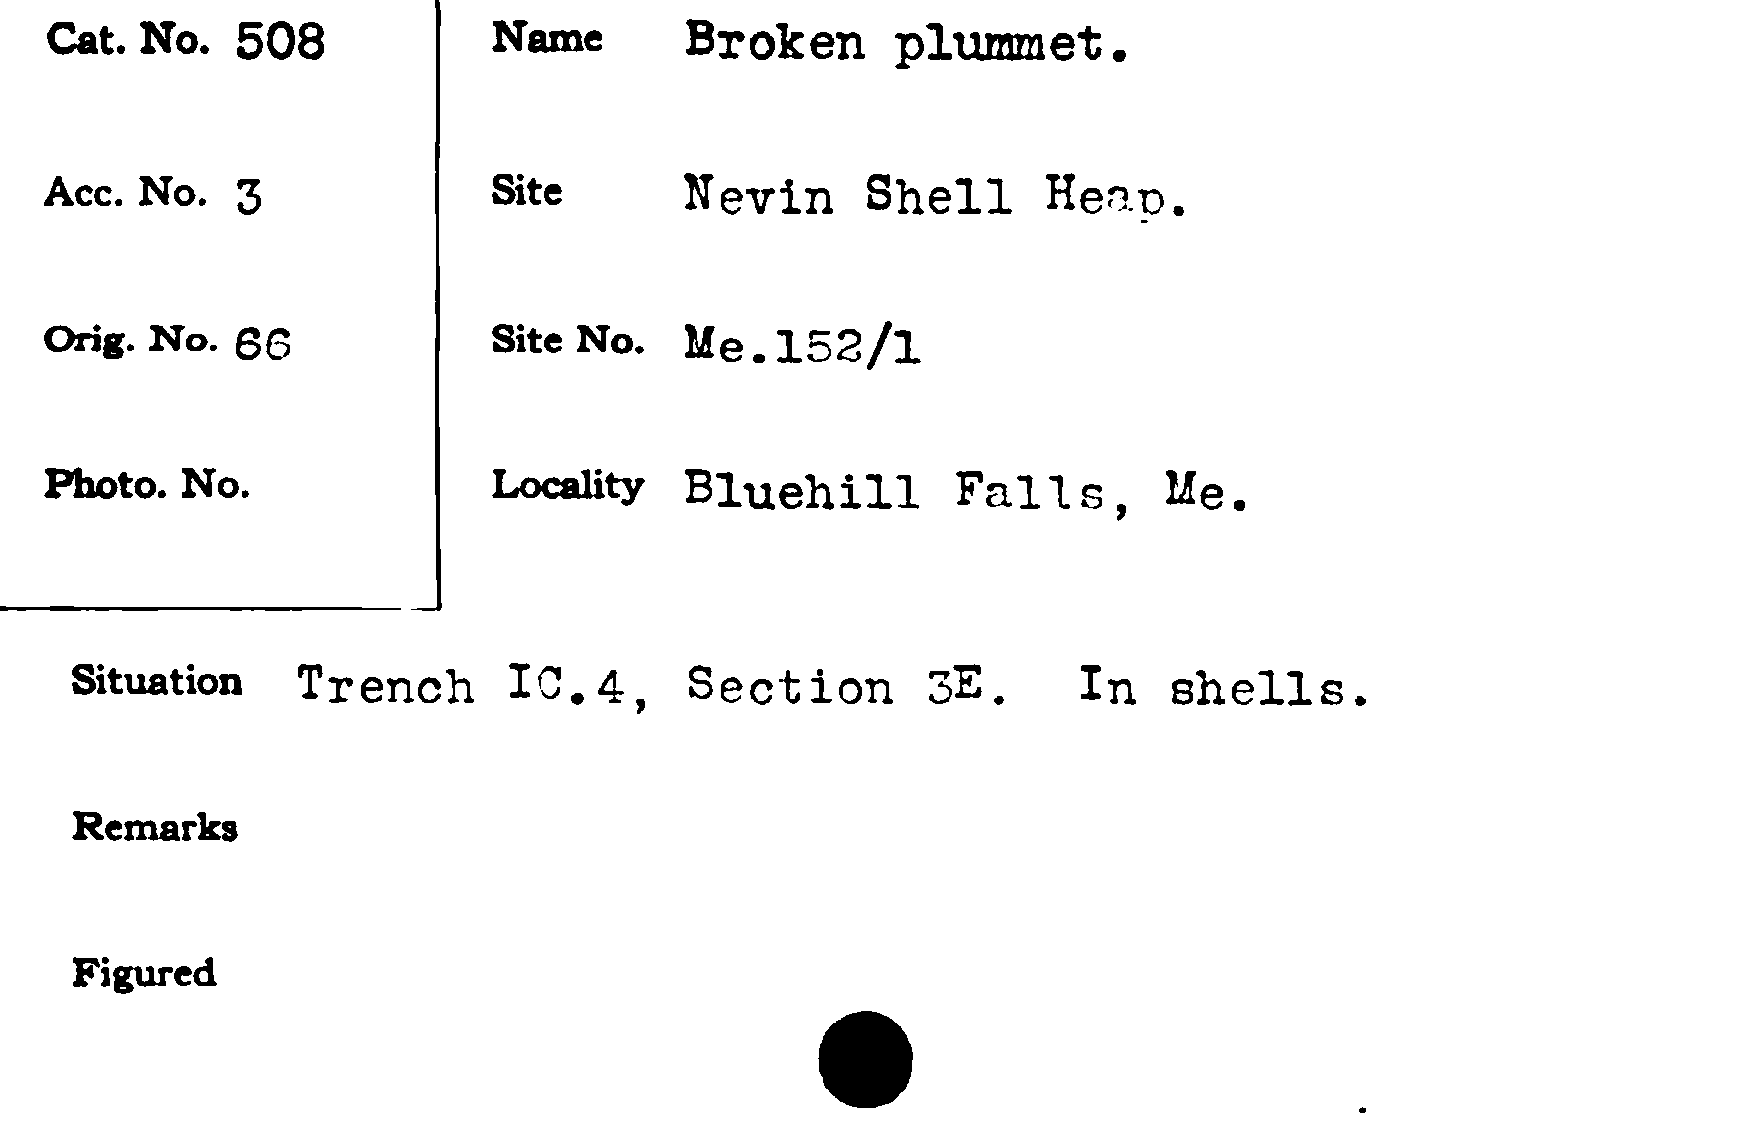 Cat. No. 508
Name Broken plummet.
Acc. No. 3
Site Nevin Shell Heap.
Orig. No. 66
Site No. Me.152/1
Photo. No.
Locality Bluehill Falls, Me.
Situation Trench IC.4, Section 3E. In shells.
Remarks
Figured